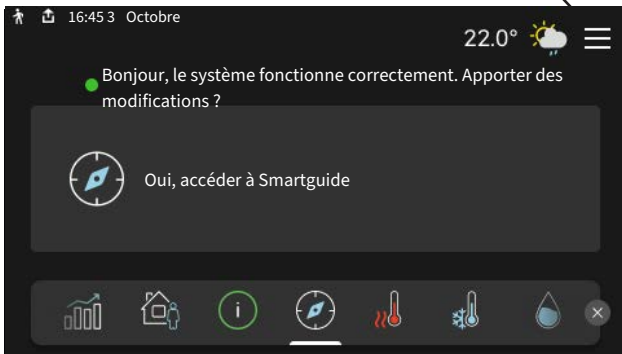 16:45 3 Octobre
22.0°
Bonjour, le système fonctionne correctement. Apporter des
modifications ?
Oui, accéder à Smartguide
i